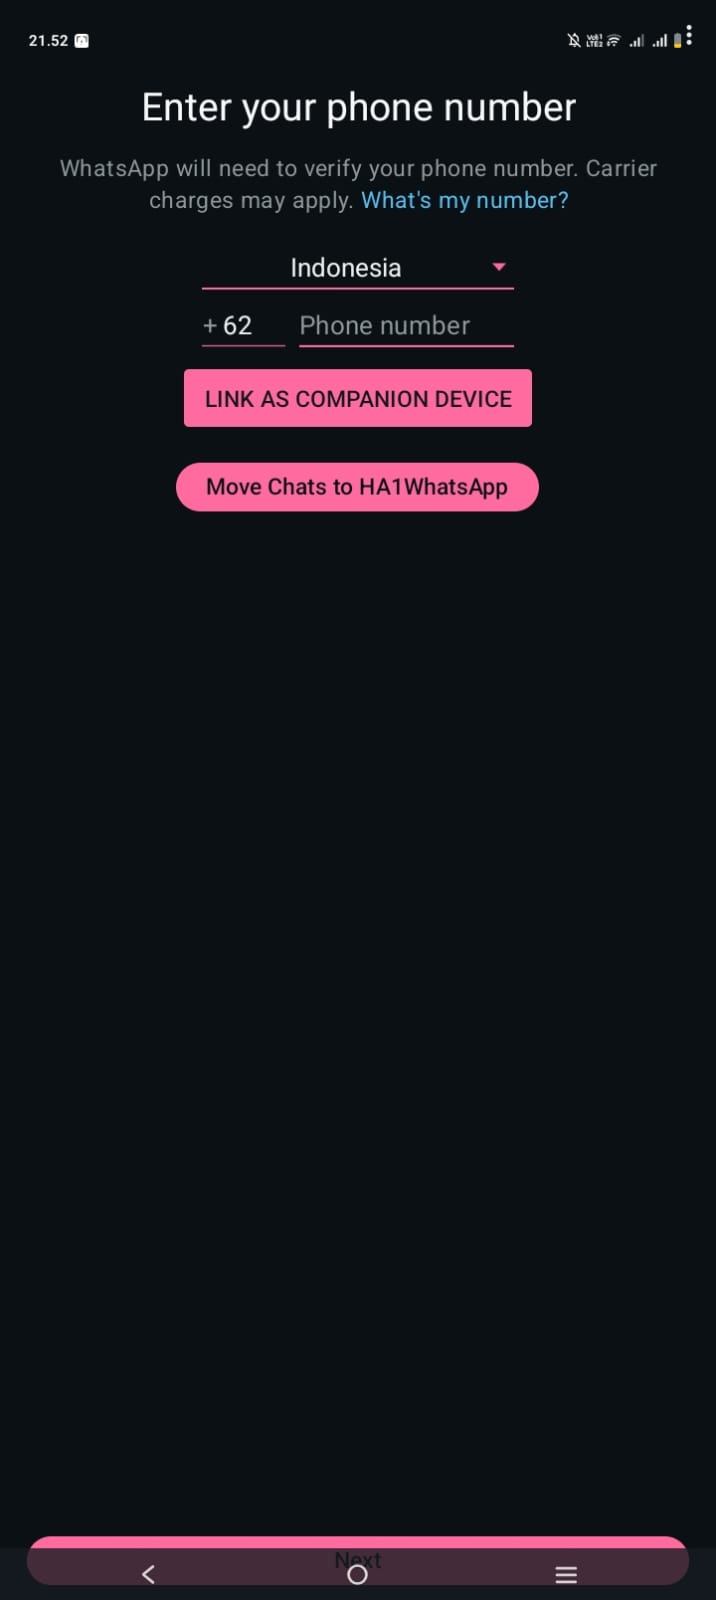 21.52
Enter your phone number
WhatsApp will need to verify your phone number. Carrier
charges may apply. What's my number?
Indonesia
+ 62 Phone number
LINK AS COMPANION DEVICE
Move Chats to HA1WhatsApp
Next